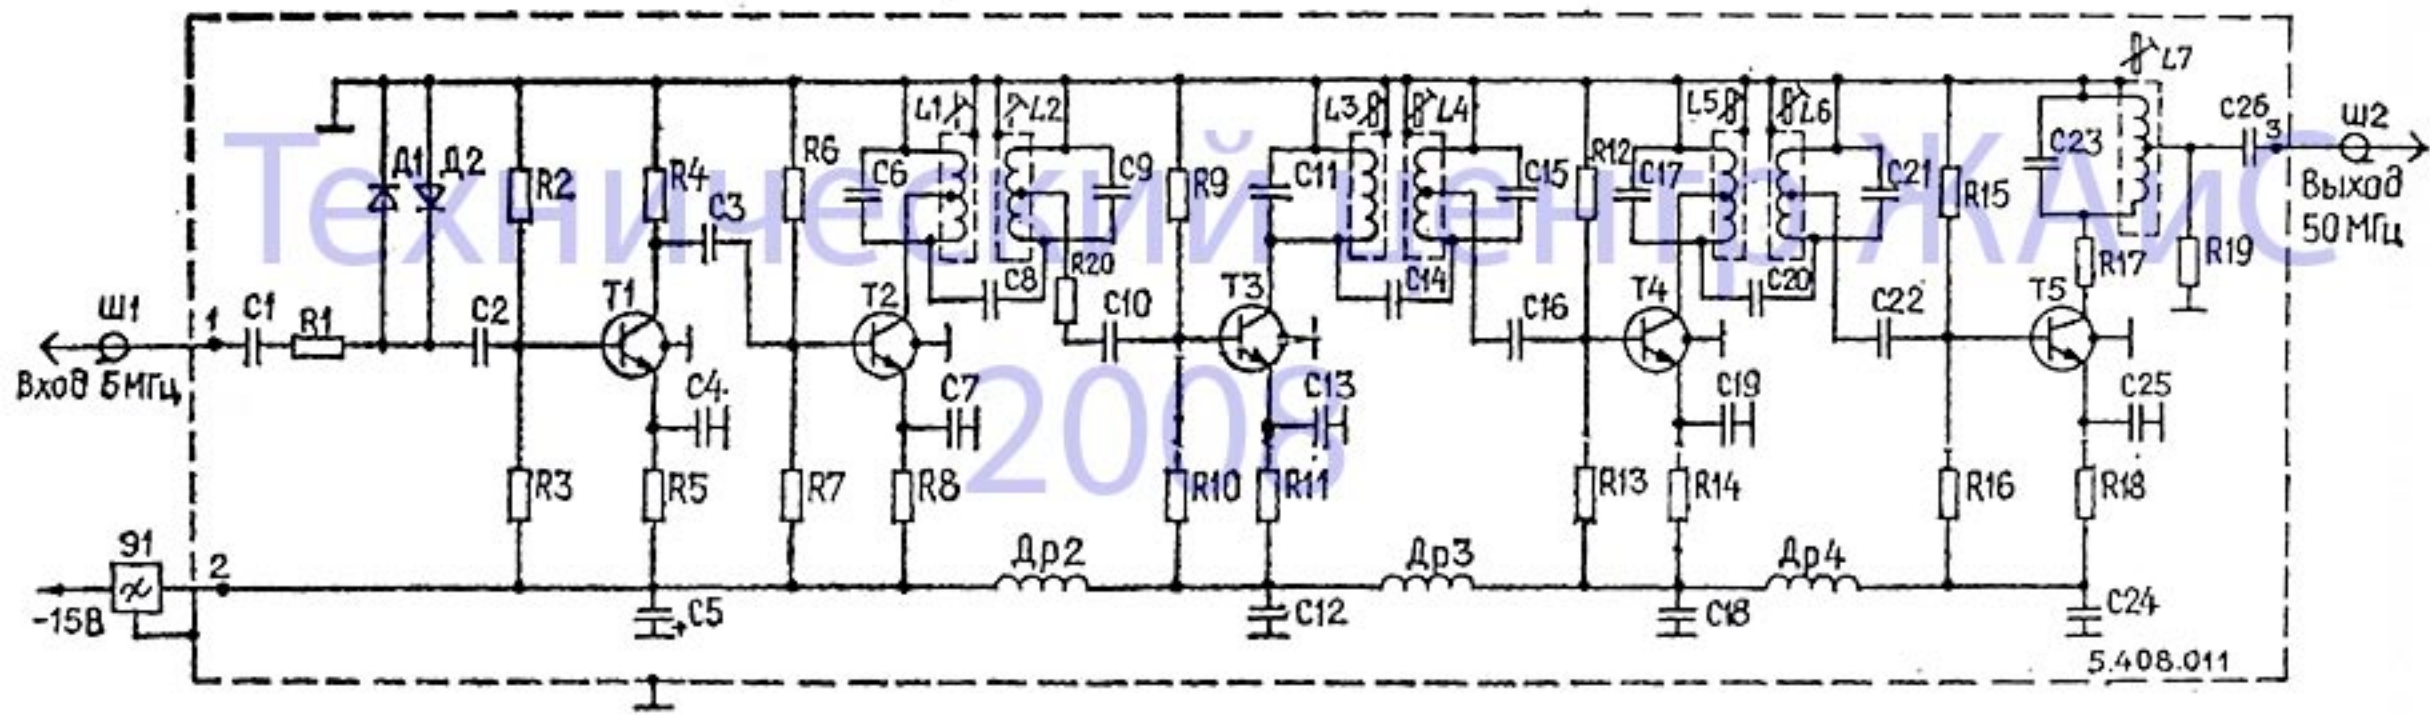 L7
C26
3
Ш2
L1
L2
L3
L4
L5
L6
Д1
Д2
R2
R4
C3
R6
C6
C9
R9
C11
C15
R12
C17
C21
R15
C23
Выход
50 МГц
Технический центр ЖАиС
2008
Ш1
1
C1
R1
C2
T1
T2
C8
R20
C10
T3
C14
C16
T4
C20
C22
T5
R17
R19
Вход 5МГц
C4
C7
C13
C19
C25
R3
R5
R7
R8
R10
R11
R13
R14
R16
R18
Э1
2
Др2
Др3
Др4
-15В
+
C5
C12
C18
C24
5.408.011